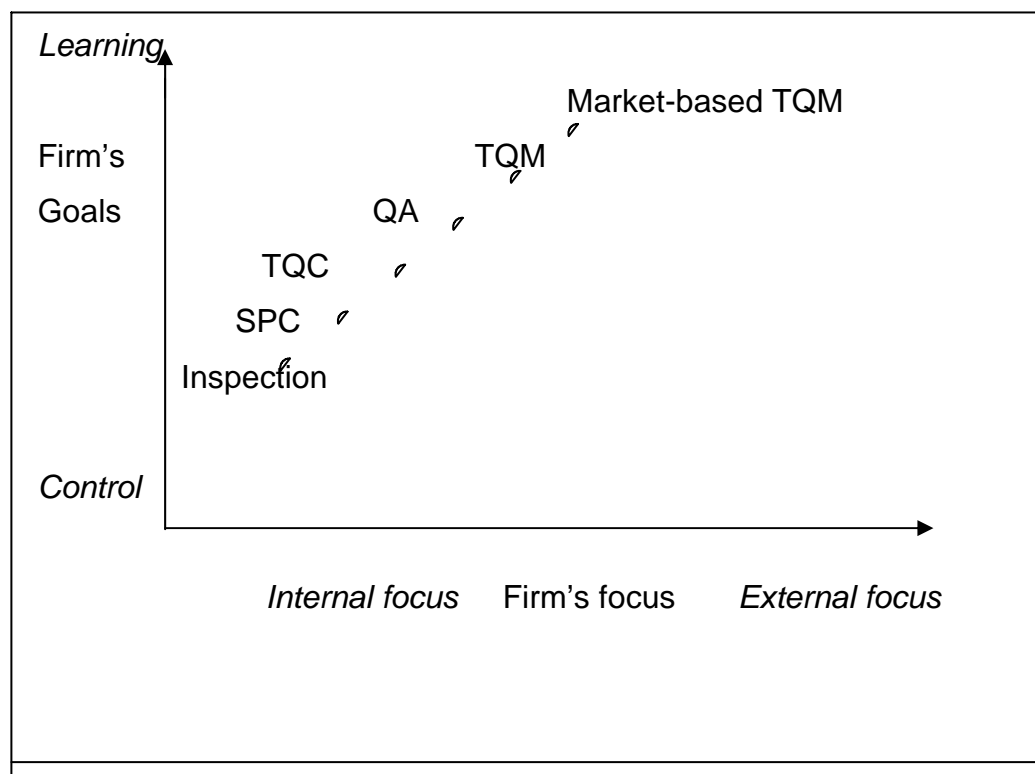 Learning
Market-based TQM
Firm's TQM
Goals QA
TQC
SPC
Inspection
Control
Internal focus Firm's focus External focus